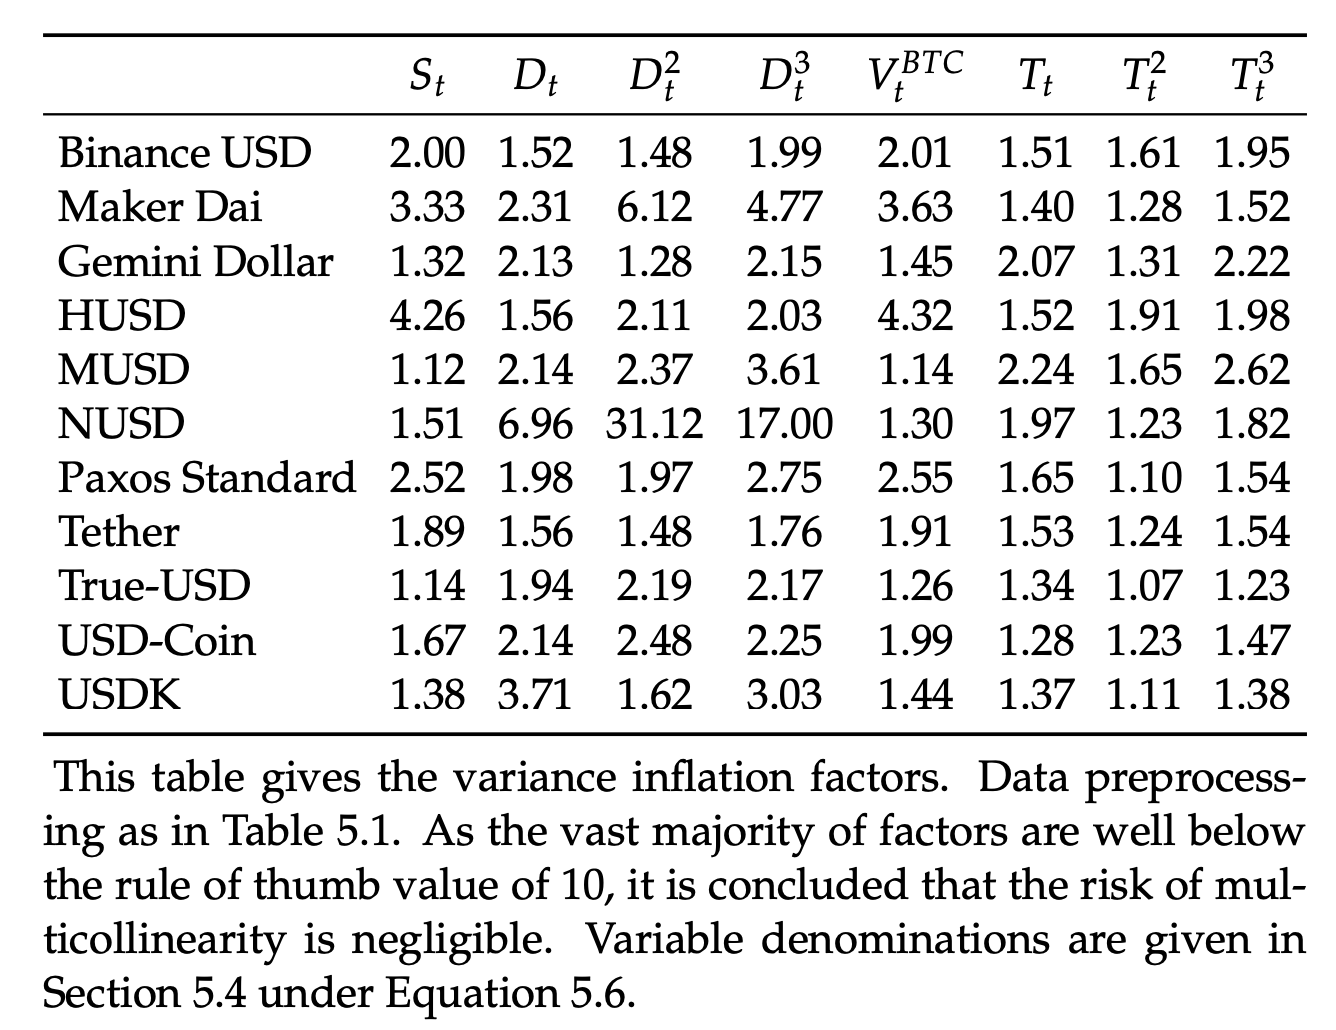 S_t D_t D_t^2 D_t^3 V_t^{BTC} T_t T_t^2 T_t^3
Binance USD 2.00 1.52 1.48 1.99 2.01 1.51 1.61 1.95
Maker Dai 3.33 2.31 6.12 4.77 3.63 1.40 1.28 1.52
Gemini Dollar 1.32 2.13 1.28 2.15 1.45 2.07 1.31 2.22
HUSD 4.26 1.56 2.11 2.03 4.32 1.52 1.91 1.98
MUSD 1.12 2.14 2.37 3.61 1.14 2.24 1.65 2.62
NUSD 1.51 6.96 31.12 17.00 1.30 1.97 1.23 1.82
Paxos Standard 2.52 1.98 1.97 2.75 2.55 1.65 1.10 1.54
Tether 1.89 1.56 1.48 1.76 1.91 1.53 1.24 1.54
True-USD 1.14 1.94 2.19 2.17 1.26 1.34 1.07 1.23
USD-Coin 1.67 2.14 2.48 2.25 1.99 1.28 1.23 1.47
USDK 1.38 3.71 1.62 3.03 1.44 1.37 1.11 1.38
This table gives the variance inflation factors. Data preprocess-
ing as in Table 5.1. As the vast majority of factors are well below
the rule of thumb value of 10, it is concluded that the risk of mul-
ticollinearity is negligible. Variable denominations are given in
Section 5.4 under Equation 5.6.